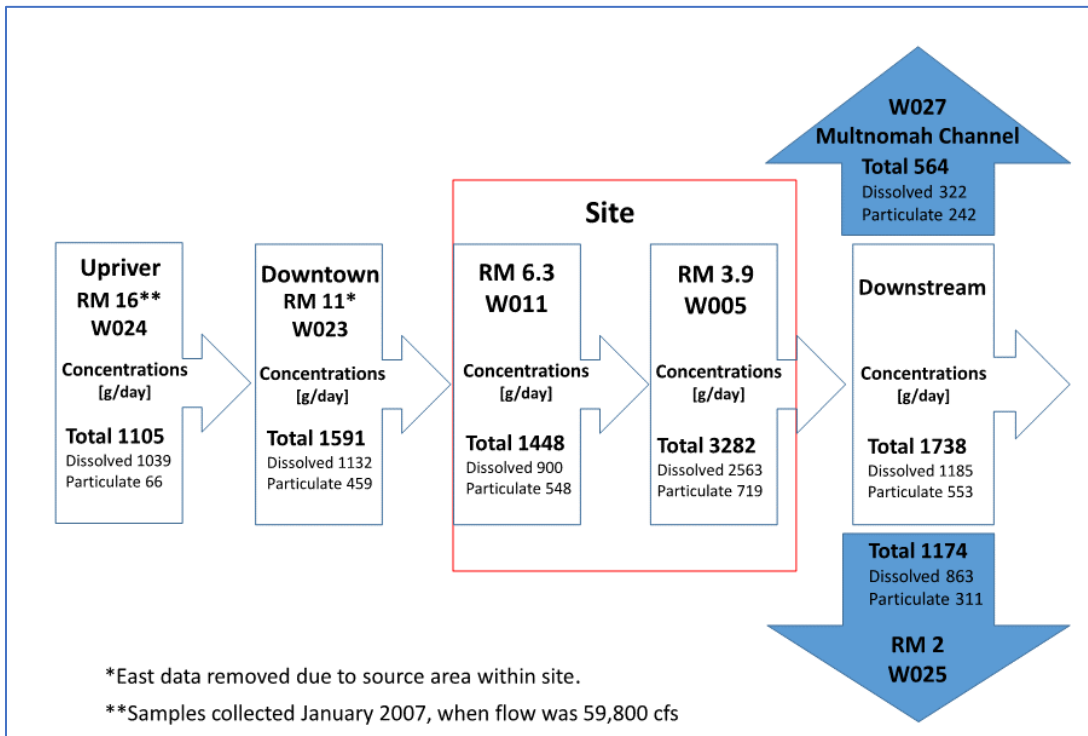 Upriver
RM 16**
W024
Concentrations
[g/day]
Total 1105
Dissolved 1039
Particulate 66
Downtown
RM 11*
W023
Concentrations
[g/day]
Total 1591
Dissolved 1132
Particulate 459
Site
RM 6.3
W011
Concentrations
[g/day]
Total 1448
Dissolved 900
Particulate 548
RM 3.9
W005
Concentrations
[g/day]
Total 3282
Dissolved 2563
Particulate 719
W027
Multnomah Channel
Total 564
Dissolved 322
Particulate 242
Downstream
Concentrations
[g/day]
Total 1738
Dissolved 1185
Particulate 553
Total 1174
Dissolved 863
Particulate 311
RM 2
W025
*East data removed due to source area within site.
**Samples collected January 2007, when flow was 59,800 cfs